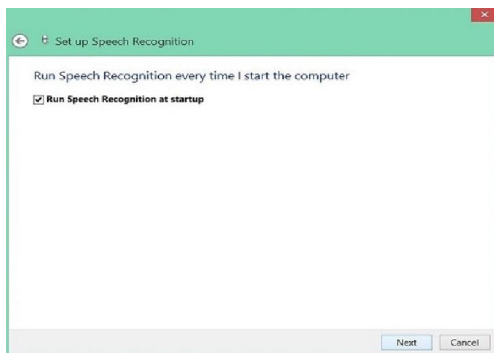 Set up Speech Recognition
Run Speech Recognition every time I start the computer
Run Speech Recognition at startup
Next Cancel